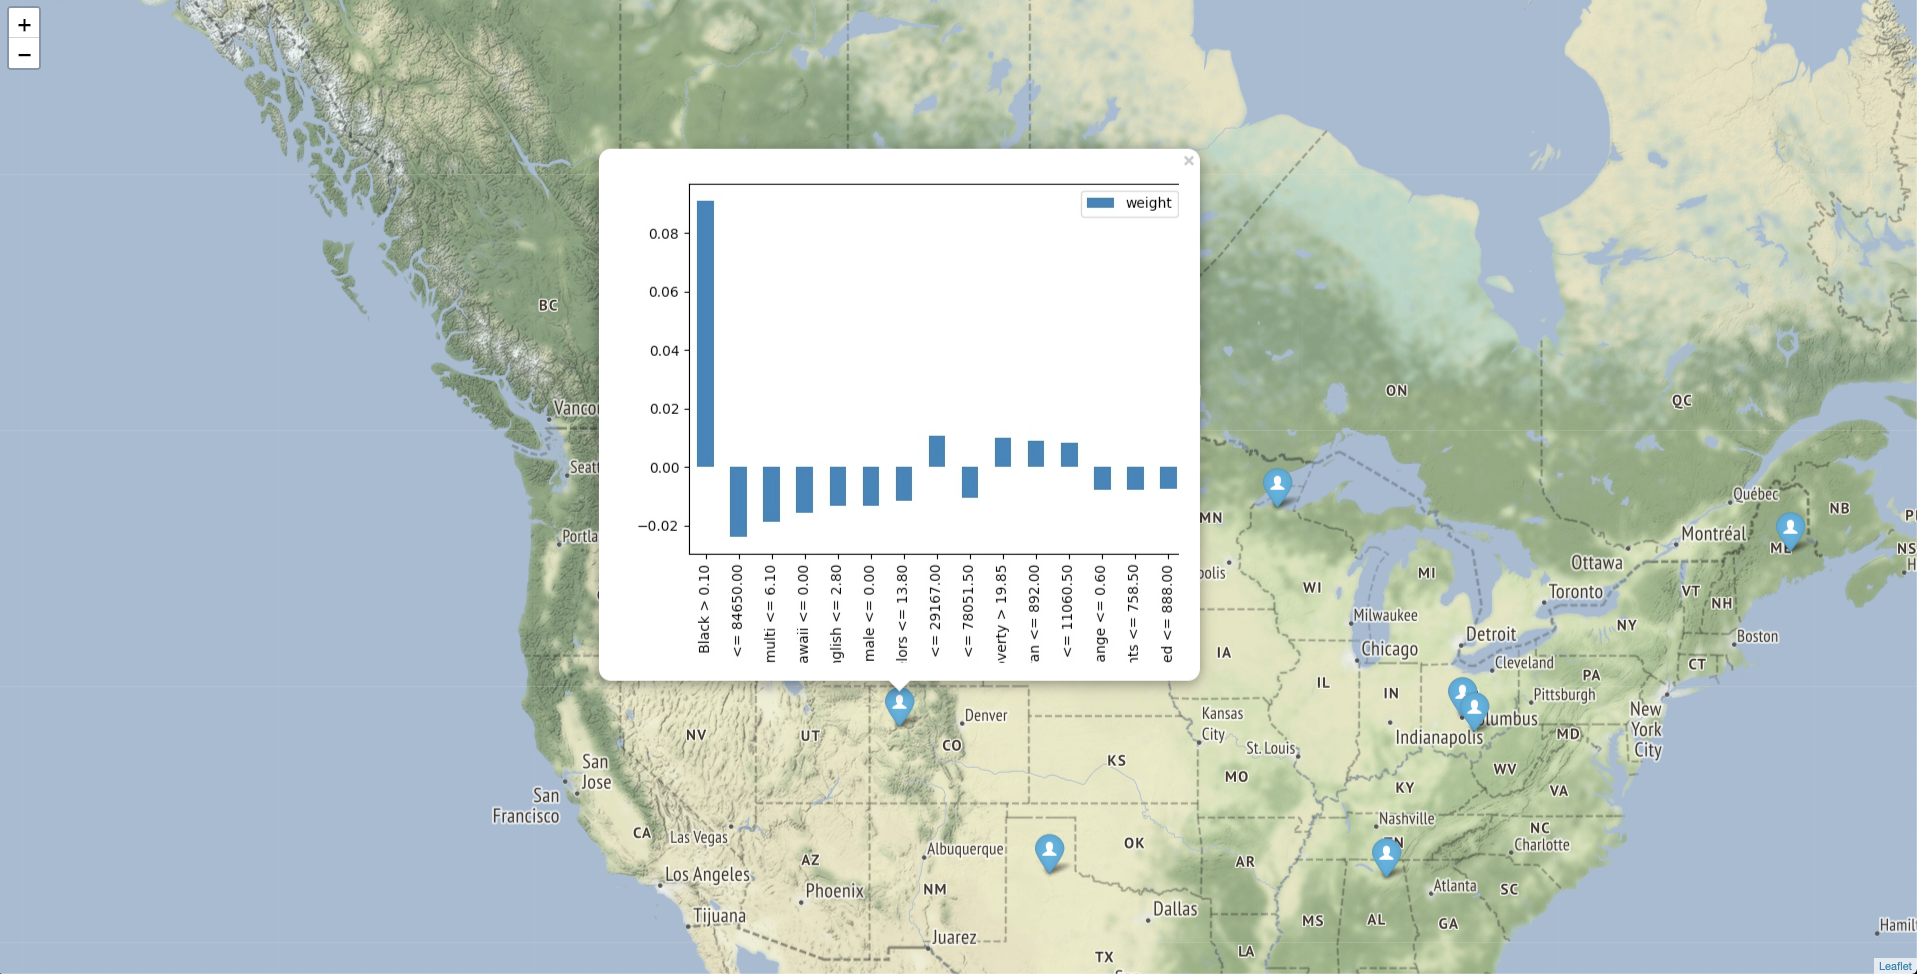 +
−
×
weight
0.08
0.06
0.04
0.02
0.00
−0.02
Black > 0.10
<= 84650.00
multi <= 6.10
awaii <= 0.00
nglish <= 2.80
male <= 0.00
lors <= 13.80
<= 29167.00
<= 78051.50
verty > 19.85
an <= 892.00
<= 11060.50
ange <= 0.60
nts <= 758.50
ed <= 888.00
BC
Vancou
Seatt
Portla
ON
QC
Québec
NB
MN
Montréal
ME
NS
H
Ottawa
polis
WI
MI
Toronto
VT
NH
Milwaukee
NY
Boston
Detroit
Chicago
IA
Cleveland
CT
PA
IL
IN
Pittsburgh
New
York
City
Kansas
City
Denver
olumbus
NV
UT
CO
St. Louis
Indianapolis
MD
San
Jose
KS
WV
MO
San
Francisco
KY
VA
CA
Las Vegas
Nashville
NC
Charlotte
OK
Albuquerque
AZ
AR
Los Angeles
Phoenix
NM
Atlanta
SC
Tijuana
Dallas
MS
AL
GA
Hamil
Juarez
LA
TX
Leaflet